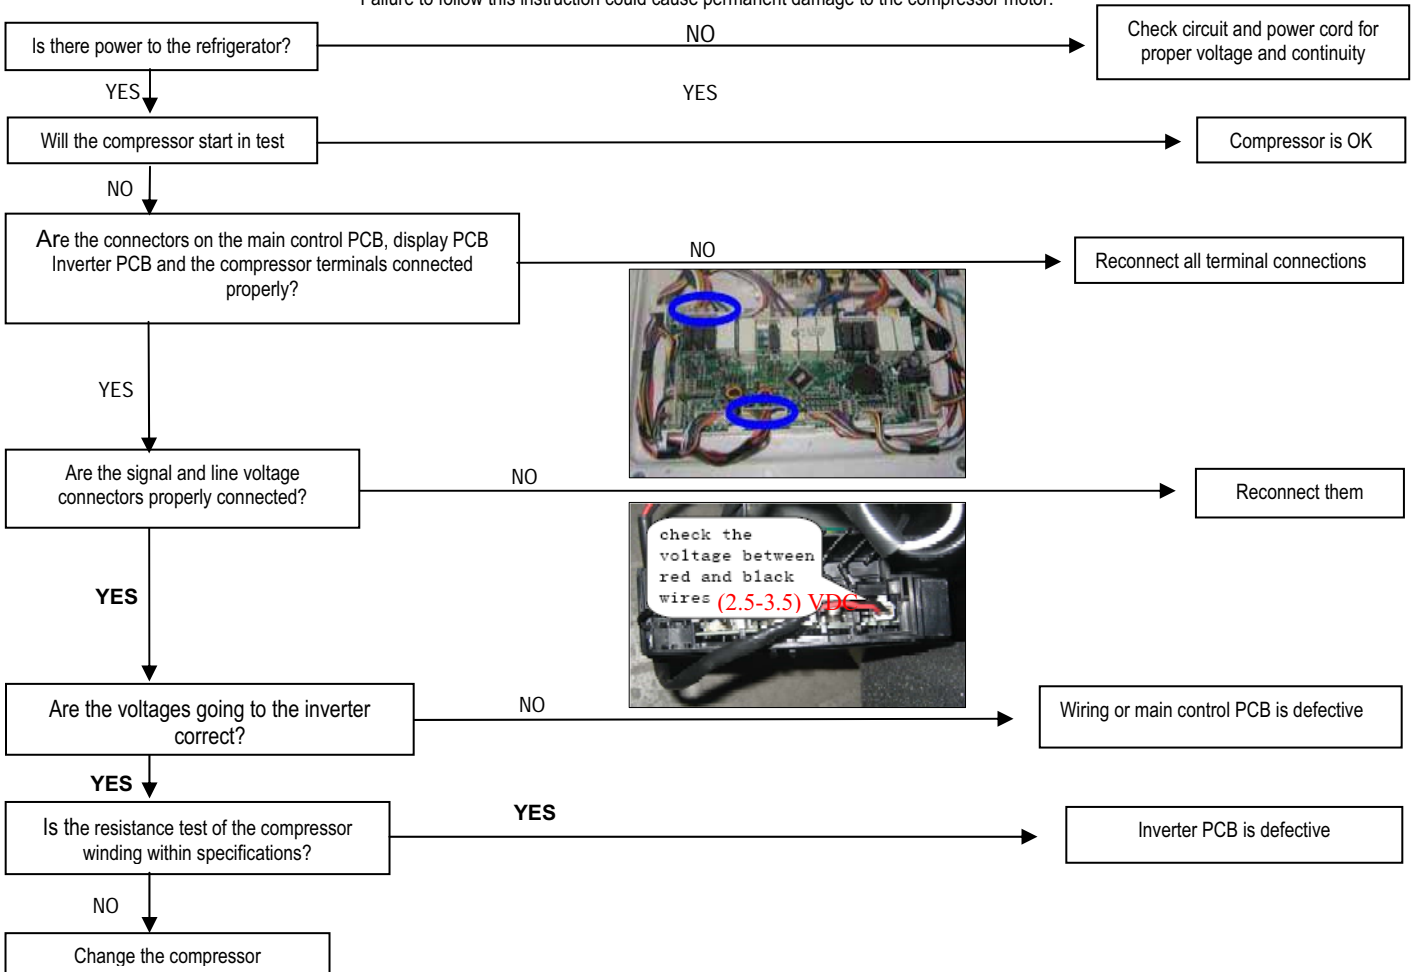 Failure to follow this instruction could cause permanent damage to the compressor motor.
Is there power to the refrigerator?
NO
Check circuit and power cord for
proper voltage and continuity
YES
YES
Will the compressor start in test
Compressor is OK
NO
Are the connectors on the main control PCB, display PCB
Inverter PCB and the compressor terminals connected
properly?
NO
Reconnect all terminal connections
YES
Are the signal and line voltage
connectors properly connected?
NO
Reconnect them
check the
voltage between
red and black
wires (2.5-3.5) VDC
YES
Are the voltages going to the inverter
correct?
NO
Wiring or main control PCB is defective
YES
Is the resistance test of the compressor
winding within specifications?
YES
Inverter PCB is defective
NO
Change the compressor